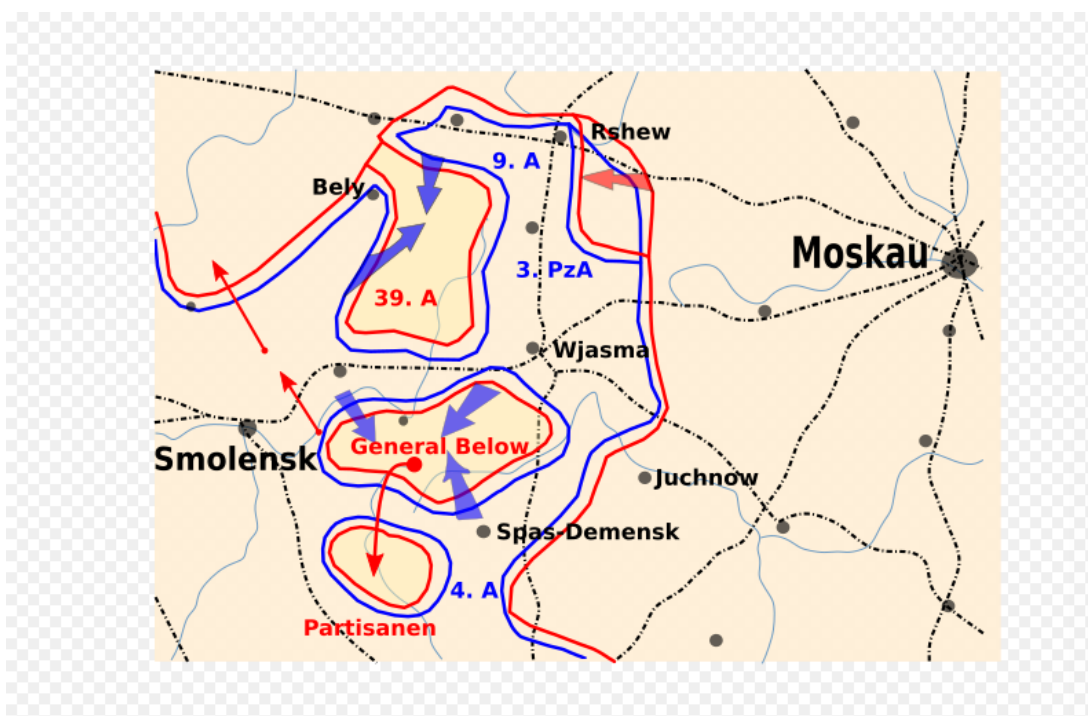 Rshew
9. A
Bely
Moskau
3. PzA
39. A
Wjasma
General Below
Smolensk
Juchnow
Spas-Demensk
4. A
Partisanen